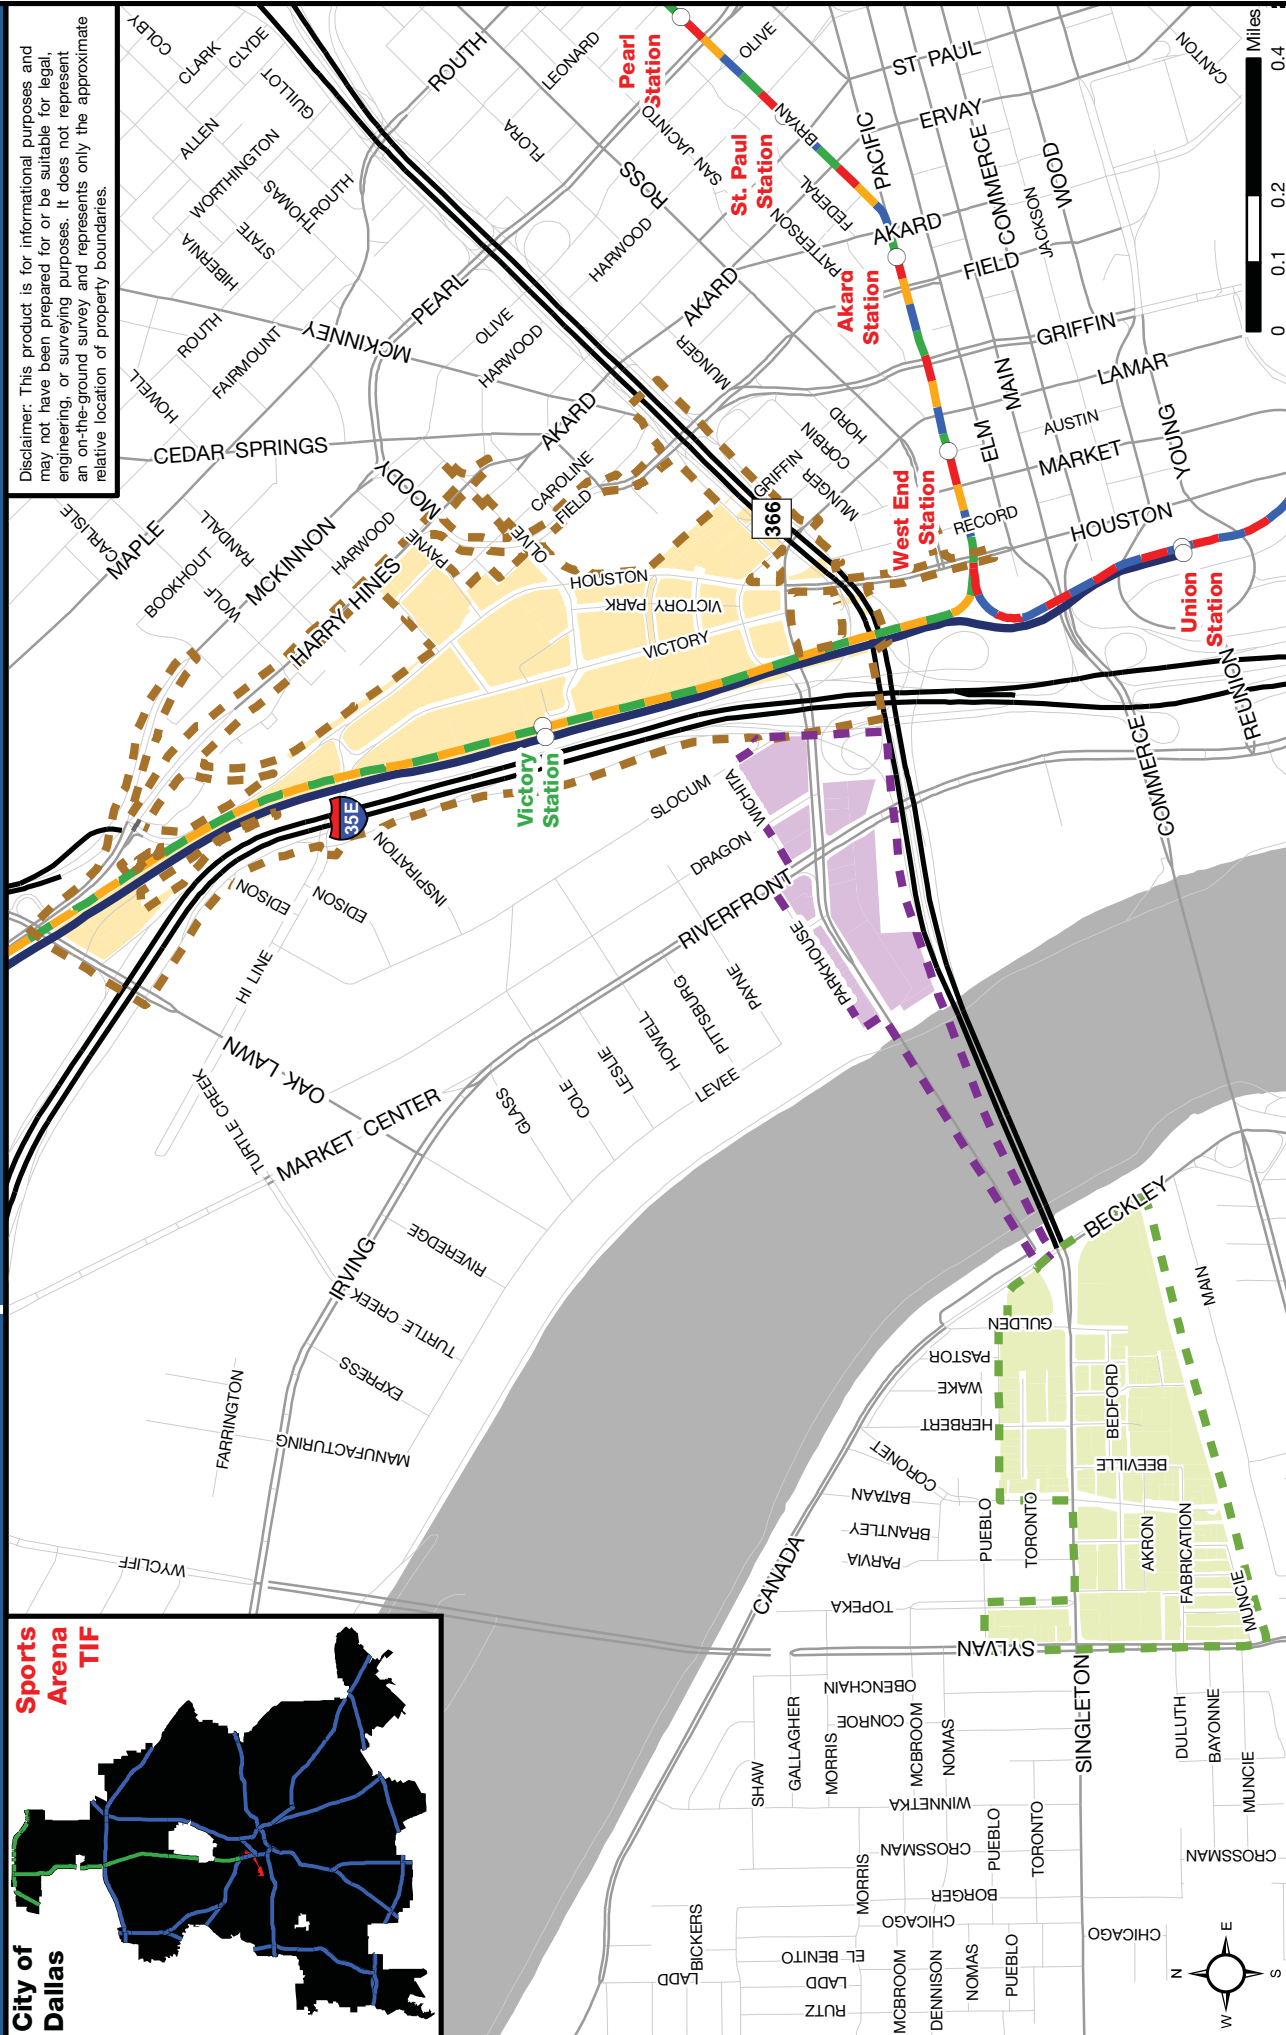 Disclaimer: This product is for informational purposes and
may not have been prepared for or be suitable for legal,
engineering, or surveying purposes. It does not represent
an on-the-ground survey and represents only the approximate
relative location of property boundaries.
City of
Dallas
Sports
Arena
TIF
COLBY
CLARK
CLYDE
GUILLOT
ALLEN
WORTHINGTON
THOMAS
ROUTH
STATE
HIBERNIA
ROUTH
FAIRMOUNT
HOWELL
MCKINNEY
PEARL
ROUTH
LEONARD
FLORA
OLIVE
HARWOOD
CEDAR SPRINGS
AKARD
CARLISLE
MAPLE
BOOKHOUT
RANDALL
WOLF
MCKINNON
HARWOOD
MOODY
PAYNE
HARRY HINES
OLIVE
CAROLINE
FIELD
Pearl
Station
OLIVE
BRYAN
SAN JACINTO
ROSS
HARWOOD
AKARD
MUNGER
St. Paul
Station
FEDERAL
PATTERSON
PACIFIC
ST PAUL
ERVAY
CANTON
COMMERCE
WOOD
JACKSON
AKARD
FIELD
Akard
Station
GRIFFIN
LAMAR
MAIN
ELM
AUSTIN
MARKET
YOUNG
HORD
CORBIN
MUNGER
GRIFFIN
366
West End
Station
RECORD
HOUSTON
Union
Station
REUNION
COMMERCE
HOUSTON
VICTORY PARK
VICTORY
Victory
Station
35E
INSPIRATION
EDISON
EDISON
HI LINE
OAK LAWN
TURTLE CREEK
MARKET CENTER
SLOCUM
DRAGON
WICHITA
RIVERFRONT
PARKHOUSE
PAYNE
PITTSBURG
HOWELL
LESLIE
COLE
GLASS
LEVEE
IRVING
RIVEREDGE
TURTLE CREEK
EXPRESS
MANUFACTURING
FARRINGTON
WYCLIFF
BECKLEY
MAIN
GULDEN
PASTOR
WAKE
HERBERT
CORONET
BATAAN
BRANTLEY
PARVIA
TOPEKA
CANADA
PUEBLO
TORONTO
BEDFORD
BEEVILLE
AKRON
FABRICATION
MUNCIE
SYLVAN
SINGLETON
OBENCHAIN
CONROE
GALLAGHER
SHAW
MORRIS
MCBROOM
NOMAS
WINNETKA
CROSSMAN
PUEBLO
TORONTO
DULUTH
BAYONNE
MUNCIE
CROSSMAN
MORRIS
BORGER
CHICAGO
CHICAGO
BICKERS
LADD
EL BENITO
LADD
RUTZ
MCBROOM
DENNISON
NOMAS
PUEBLO
N
E
S
W
0
0.1
0.2
0.4
Miles